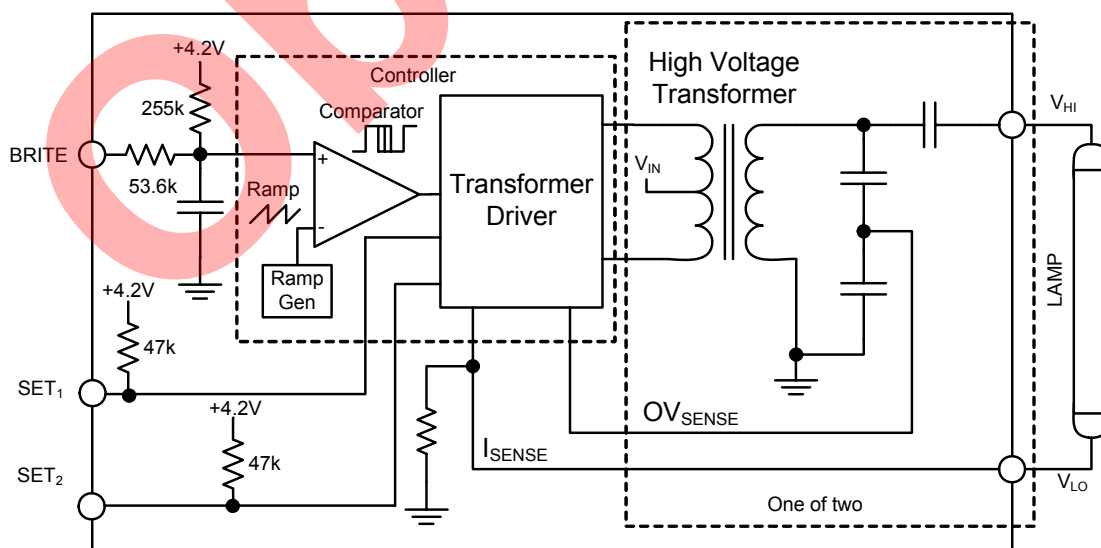 +4.2V
Controller
High Voltage
Transformer
Comparator
255k
V_HI
BRITE
+
53.6k
Ramp
V_IN
Transformer
Driver
-
Ramp
Gen
LAMP
+4.2V
47k
SET_1
+4.2V
OV_SENSE
47k
I_SENSE
SET_2
V_LO
One of two